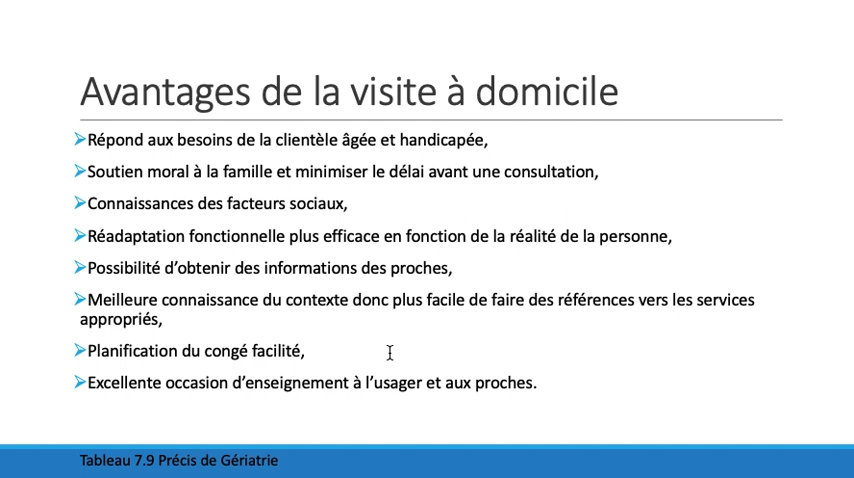 Avantages de la visite à domicile
Répond aux besoins de la clientèle âgée et handicapée,
Soutien moral à la famille et minimiser le délai avant une consultation,
Connaissances des facteurs sociaux,
Réadaptation fonctionnelle plus efficace en fonction de la réalité de la personne,
Possibilité d’obtenir des informations des proches,
Meilleure connaissance du contexte donc plus facile de faire des références vers les services
appropriés,
Planification du congé facilité,
Excellente occasion d’enseignement à l’usager et aux proches.
Tableau 7.9 Précis de Gériatrie